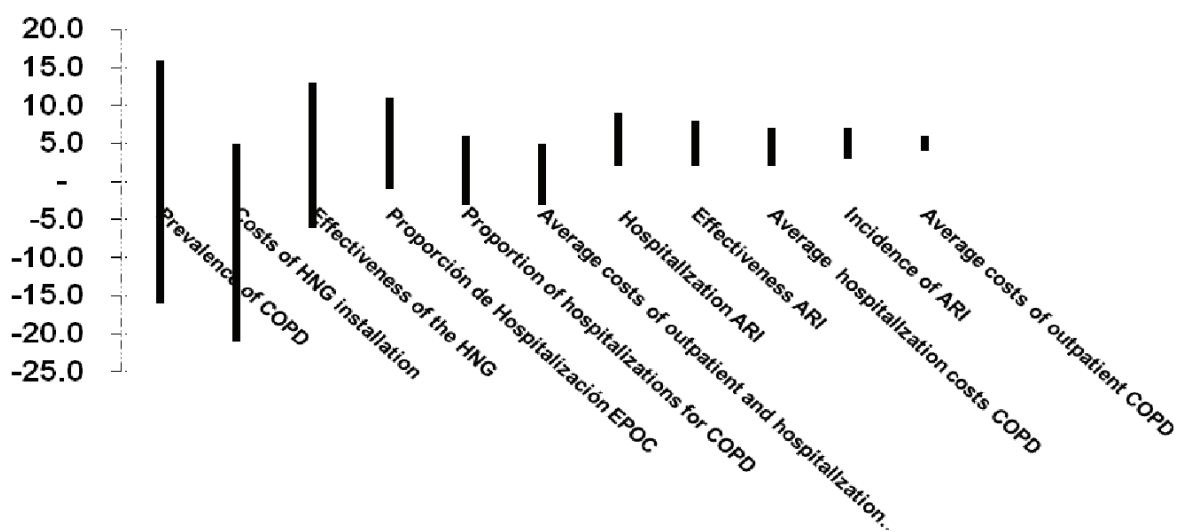 20.0
15.0
10.0
5.0
-
-5.0
-10.0
-15.0
-20.0
-25.0
Prevalence of COPD
Costs of HNG installation
Effectiveness of the HNG
Proporción de Hospitalización EPOC
Proportion of hospitalizations for COPD
Average costs of outpatient and hospitalization...
Hospitalization ARI
Effectiveness ARI
Average hospitalization costs COPD
Incidence of ARI
Average costs of outpatient COPD